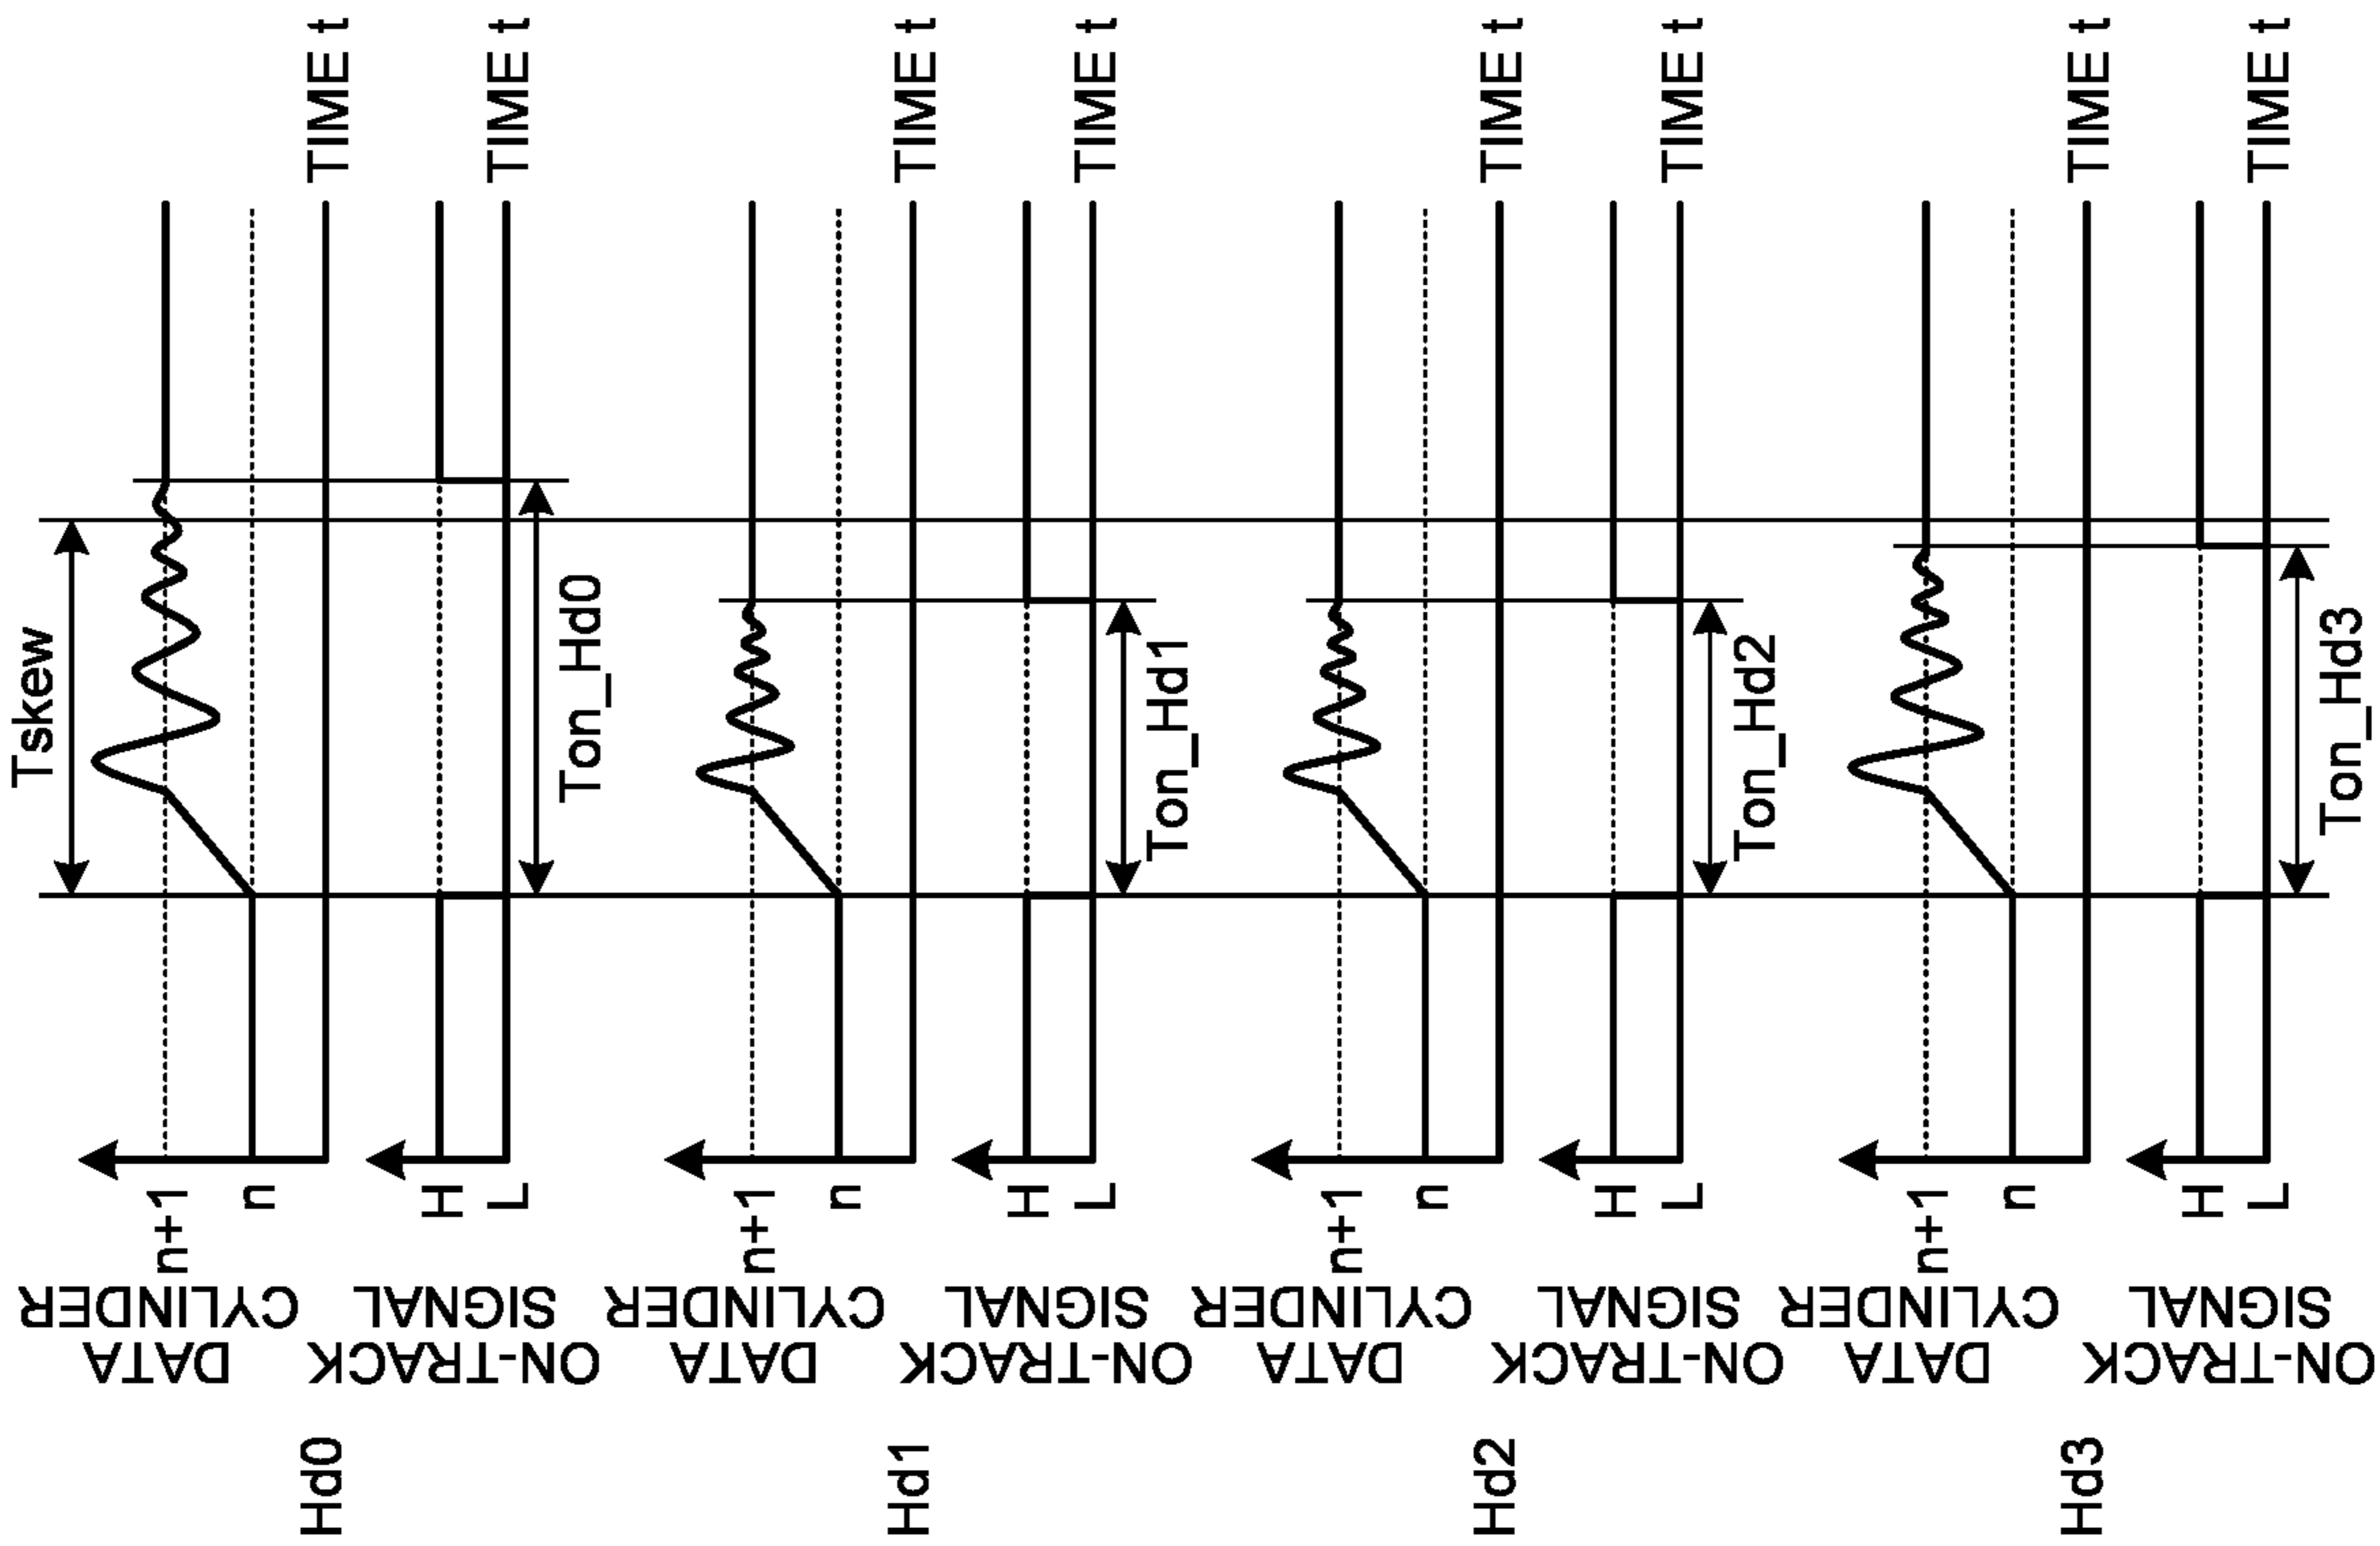 Tskew
Hd0
DATA
CYLINDER
n+1
n
TIME t
ON-TRACK
SIGNAL
H
L
TIME t
Ton_Hd0
Hd1
DATA
CYLINDER
n+1
n
TIME t
ON-TRACK
SIGNAL
H
L
TIME t
Ton_Hd1
Hd2
DATA
CYLINDER
n+1
n
TIME t
ON-TRACK
SIGNAL
H
L
TIME t
Ton_Hd2
Hd3
DATA
CYLINDER
n+1
n
TIME t
ON-TRACK
SIGNAL
H
L
TIME t
Ton_Hd3